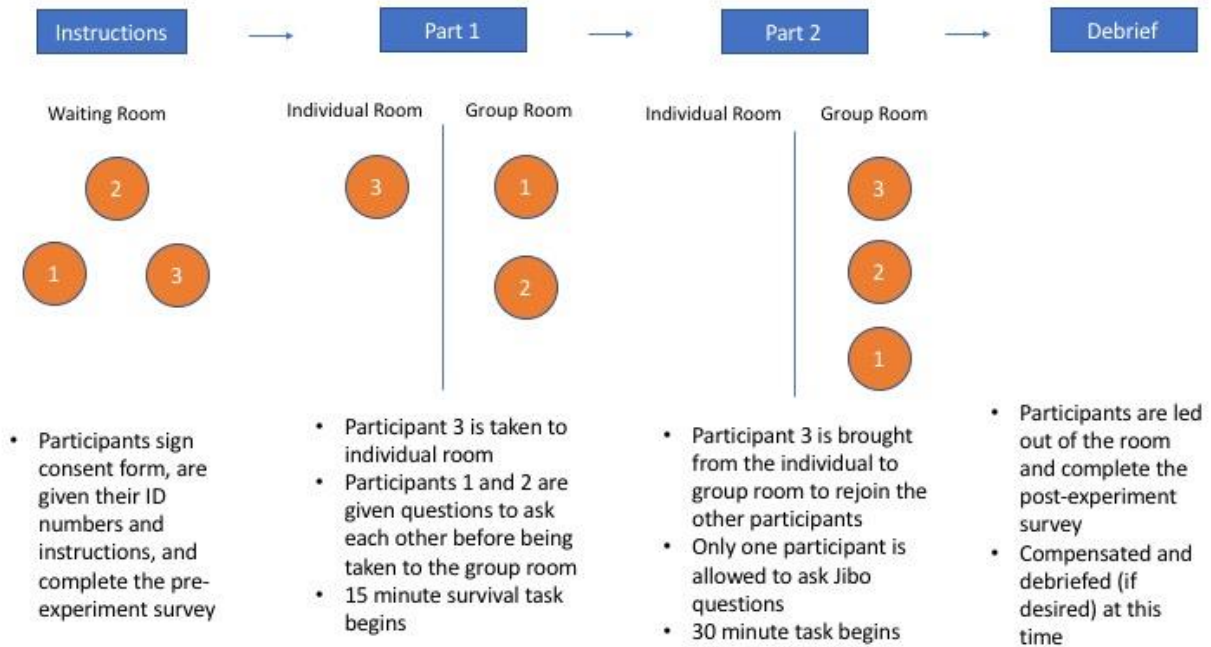 Instructions
Part 1
Part 2
Debrief
Waiting Room
2
1
3
Individual Room
Group Room
3
1
2
Individual Room
Group Room
3
2
1
• Participants sign
consent form, are
given their ID
numbers and
instructions, and
complete the pre-
experiment survey
• Participant 3 is taken to
individual room
• Participants 1 and 2 are
given questions to ask
each other before being
taken to the group room
• 15 minute survival task
begins
• Participant 3 is brought
from the individual to
group room to rejoin the
other participants
• Only one participant is
allowed to ask Jibo
questions
• 30 minute task begins
• Participants are led
out of the room
and complete the
post-experiment
survey
• Compensated and
debriefed (if
desired) at this
time